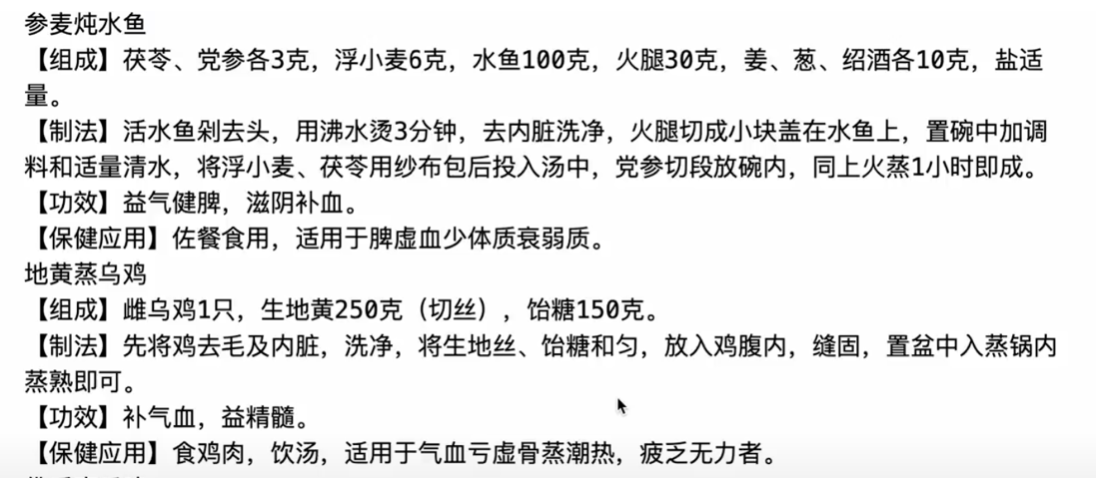 参麦炖水鱼
【组成】茯苓、党参各3克，浮小麦6克，水鱼100克，火腿30克，姜、葱、绍酒各10克，盐适
量。
【制法】活水鱼剁去头，用沸水烫3分钟，去内脏洗净，火腿切成小块盖在水鱼上，置碗中加调
料和适量清水，将浮小麦、茯苓用纱布包后投入汤中，党参切段放碗内，同上火蒸1小时即成。
【功效】益气健脾，滋阴补血。
【保健应用】佐餐食用，适用于脾虚血少体质衰弱质。
地黄蒸乌鸡
【组成】雌乌鸡1只，生地黄250克（切丝），饴糖150克。
【制法】先将鸡去毛及内脏，洗净，将生地丝、饴糖和匀，放入鸡腹内，缝固，置盆中入蒸锅内
蒸熟即可。
【功效】补气血，益精髓。
【保健应用】食鸡肉，饮汤，适用于气血亏虚骨蒸潮热，疲乏无力者。